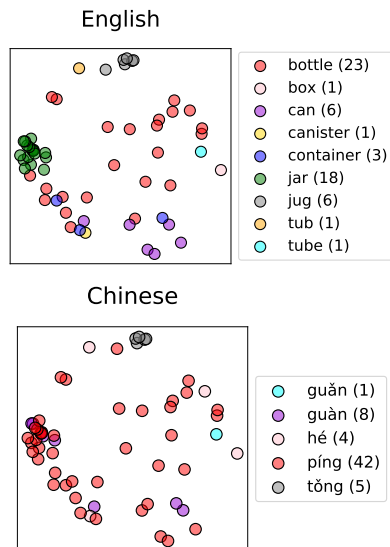 English
bottle (23)
box (1)
can (6)
canister (1)
container (3)
jar (18)
jug (6)
tub (1)
tube (1)
Chinese
guǎn (1)
guàn (8)
hé (4)
píng (42)
tǒng (5)